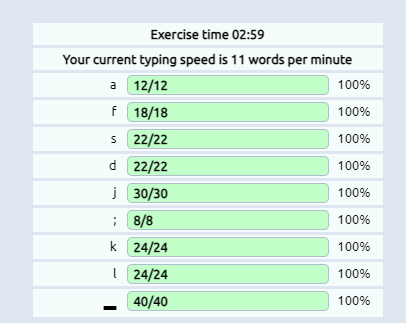 Exercise time 02:59
Your current typing speed is 11 words per minute
a 12/12 100%
f 18/18 100%
s 22/22 100%
d 22/22 100%
j 30/30 100%
; 8/8 100%
k 24/24 100%
l 24/24 100%
▂ 40/40 100%